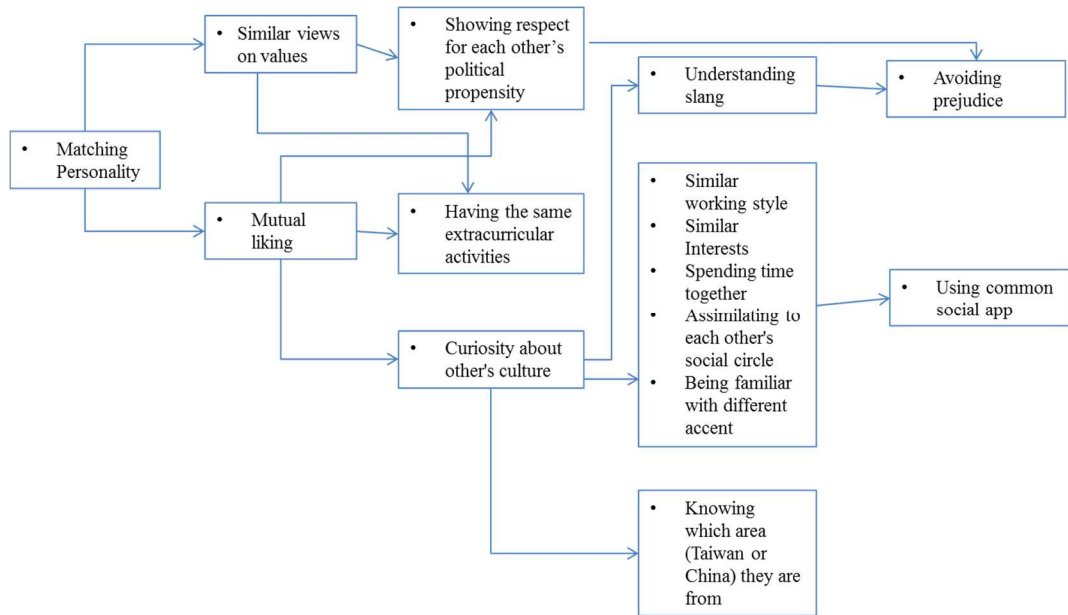 • Matching
Personality
• Similar views
on values
• Mutual
liking
• Showing respect
for each other’s
political
propensity
• Having the same
extracurricular
activities
• Curiosity about
other's culture
• Understanding
slang
• Similar
working style
• Similar
Interests
• Spending time
together
• Assimilating to
each other's
social circle
• Being familiar
with different
accent
• Knowing
which area
(Taiwan or
China) they are
from
• Avoiding
prejudice
• Using common
social app